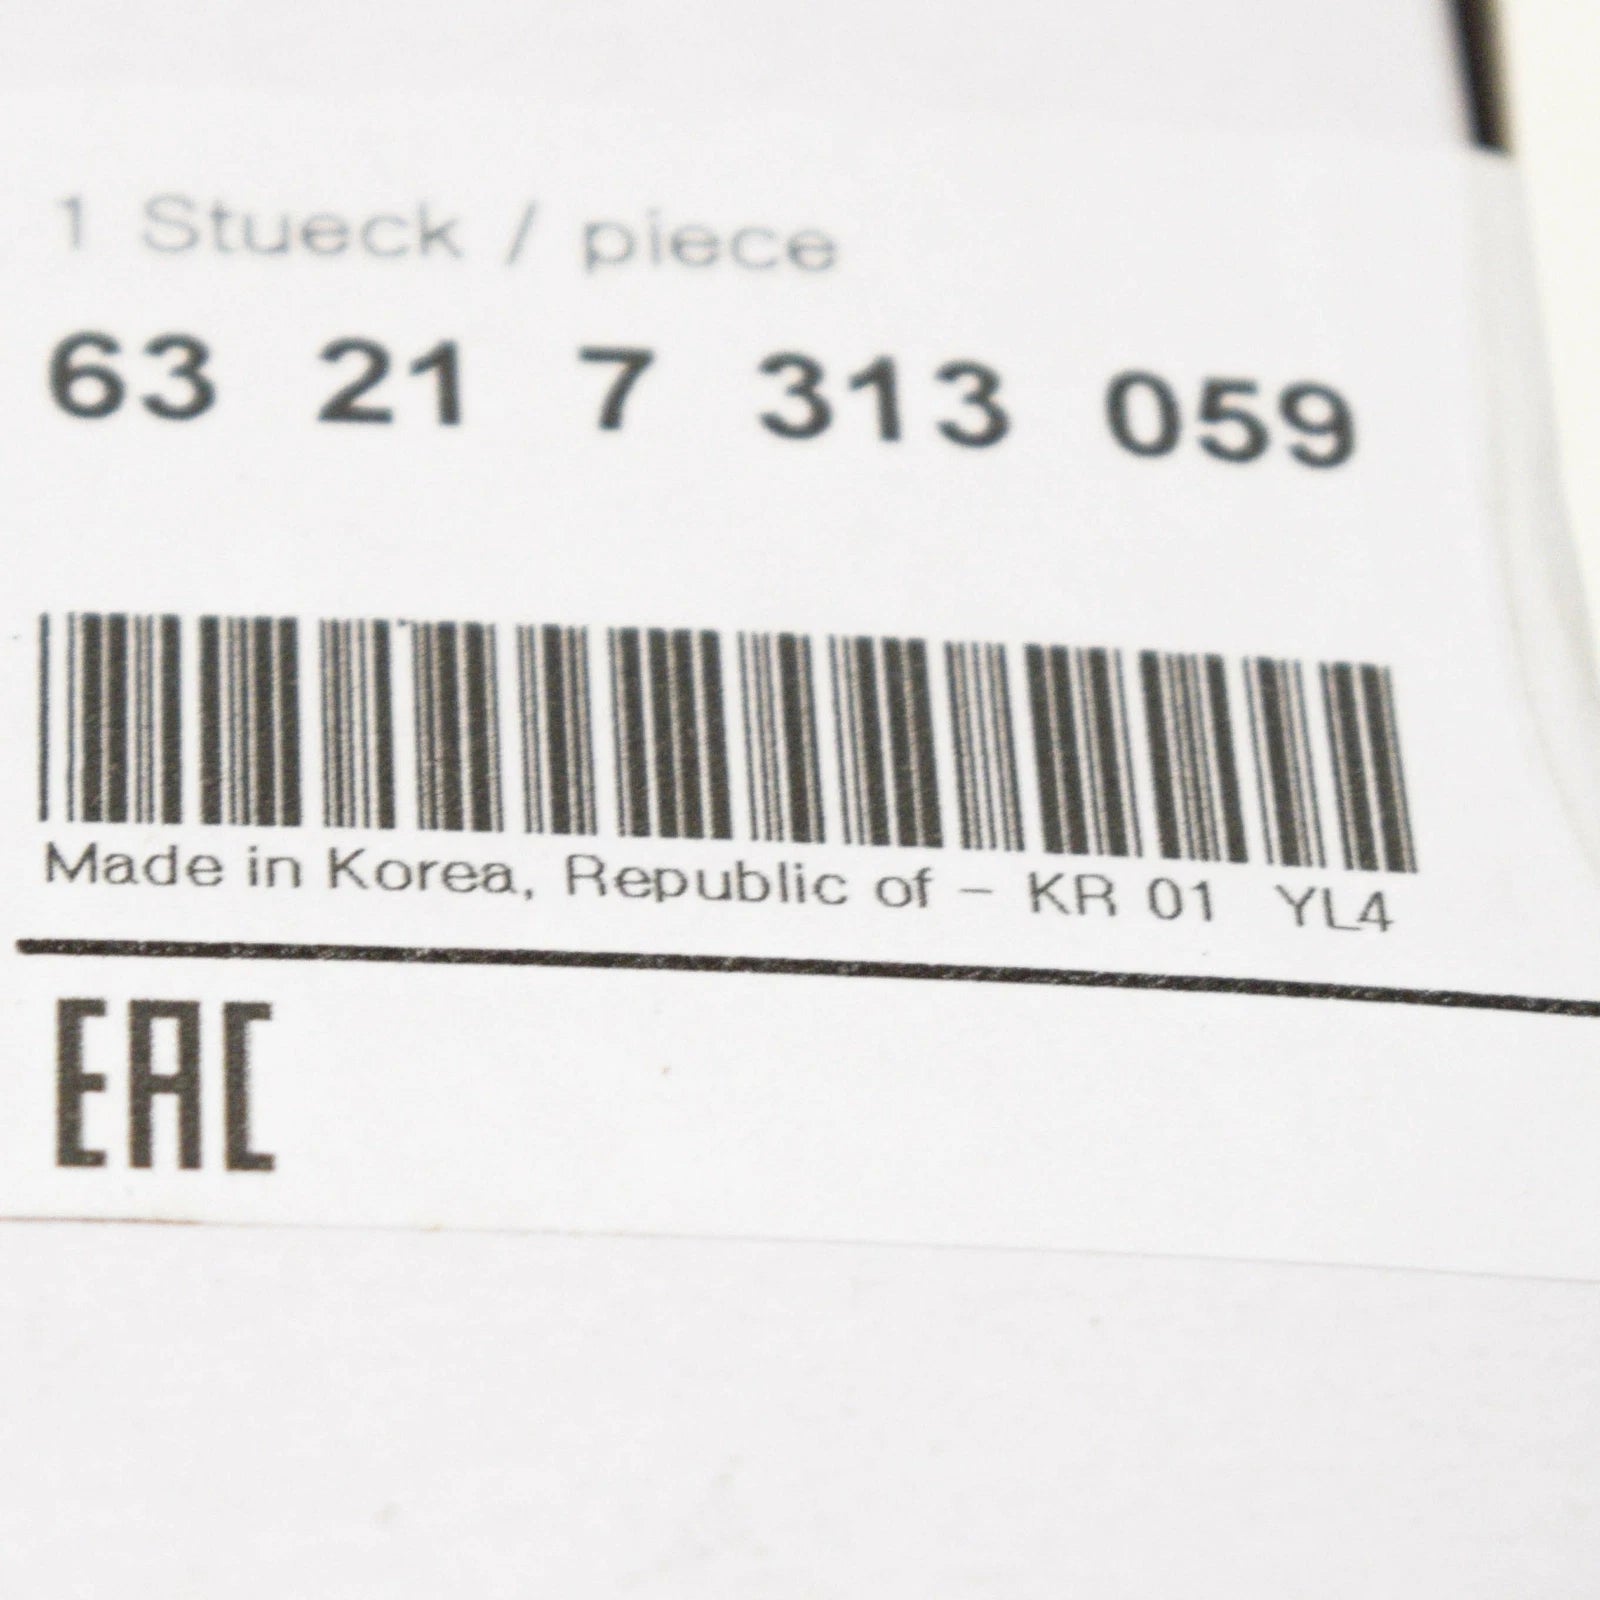 1 Stueck / piece
63 21 7 313 059
Made in Korea, Republic of - KR 01 YL4
EAC